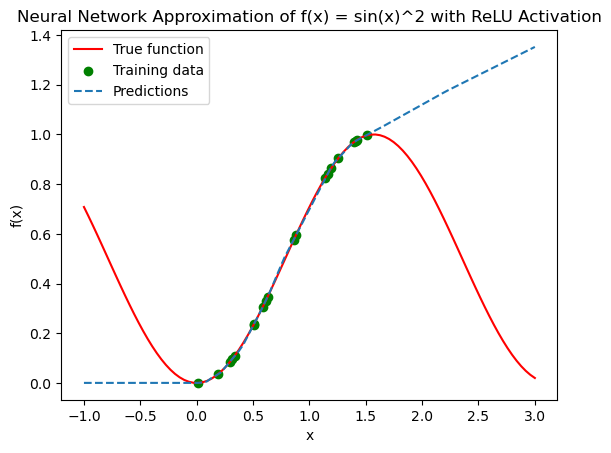 Neural Network Approximation of f(x) = sin(x)^2 with ReLU Activation
True function
Training data
Predictions
f(x)
1.4
1.2
1.0
0.8
0.6
0.4
0.2
0.0
−1.0 −0.5 0.0 0.5 1.0 1.5 2.0 2.5 3.0
x